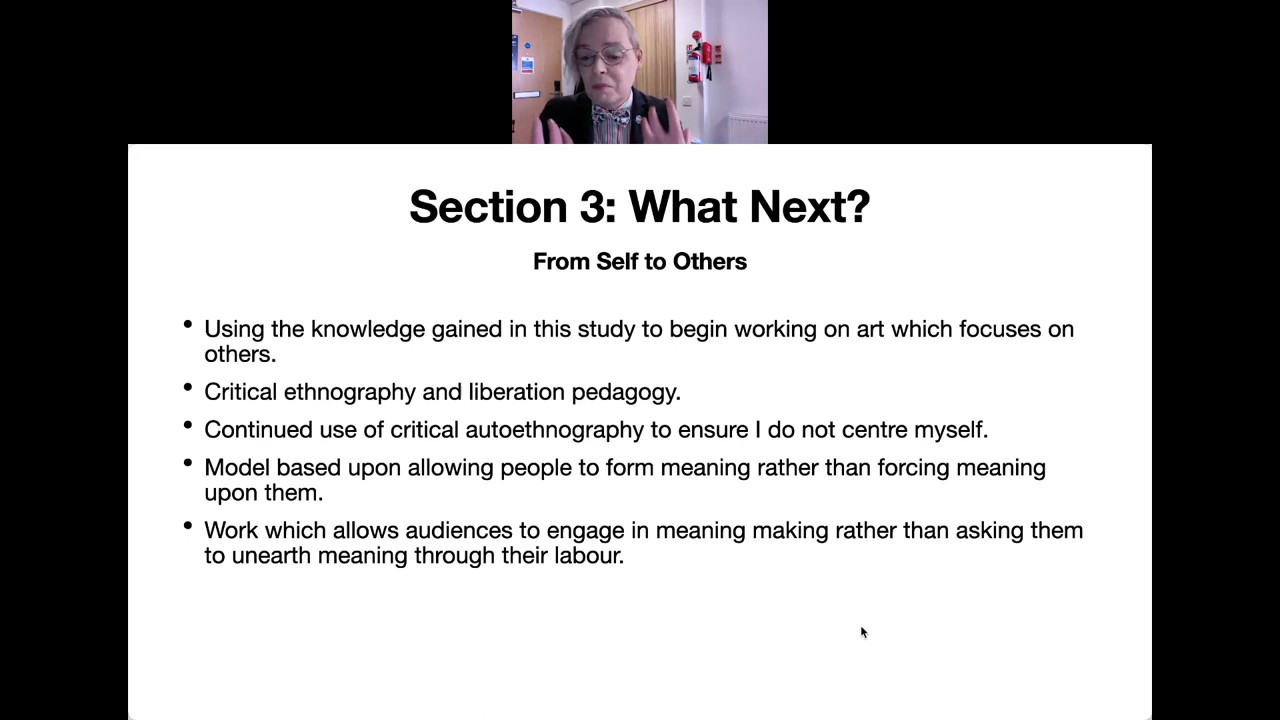 Section 3: What Next?
From Self to Others
• Using the knowledge gained in this study to begin working on art which focuses on
others.
• Critical ethnography and liberation pedagogy.
• Continued use of critical autoethnography to ensure I do not centre myself.
• Model based upon allowing people to form meaning rather than forcing meaning
upon them.
• Work which allows audiences to engage in meaning making rather than asking them
to unearth meaning through their labour.